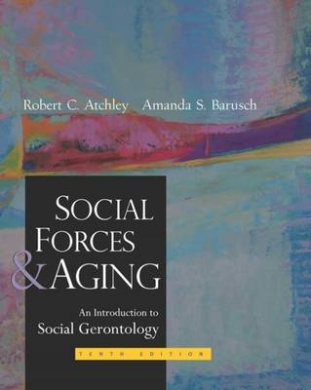 Robert C. Atchley Amanda S. Barusch
SOCIAL
FORCES
& AGING
An Introduction to
Social Gerontology
TENTH EDITION